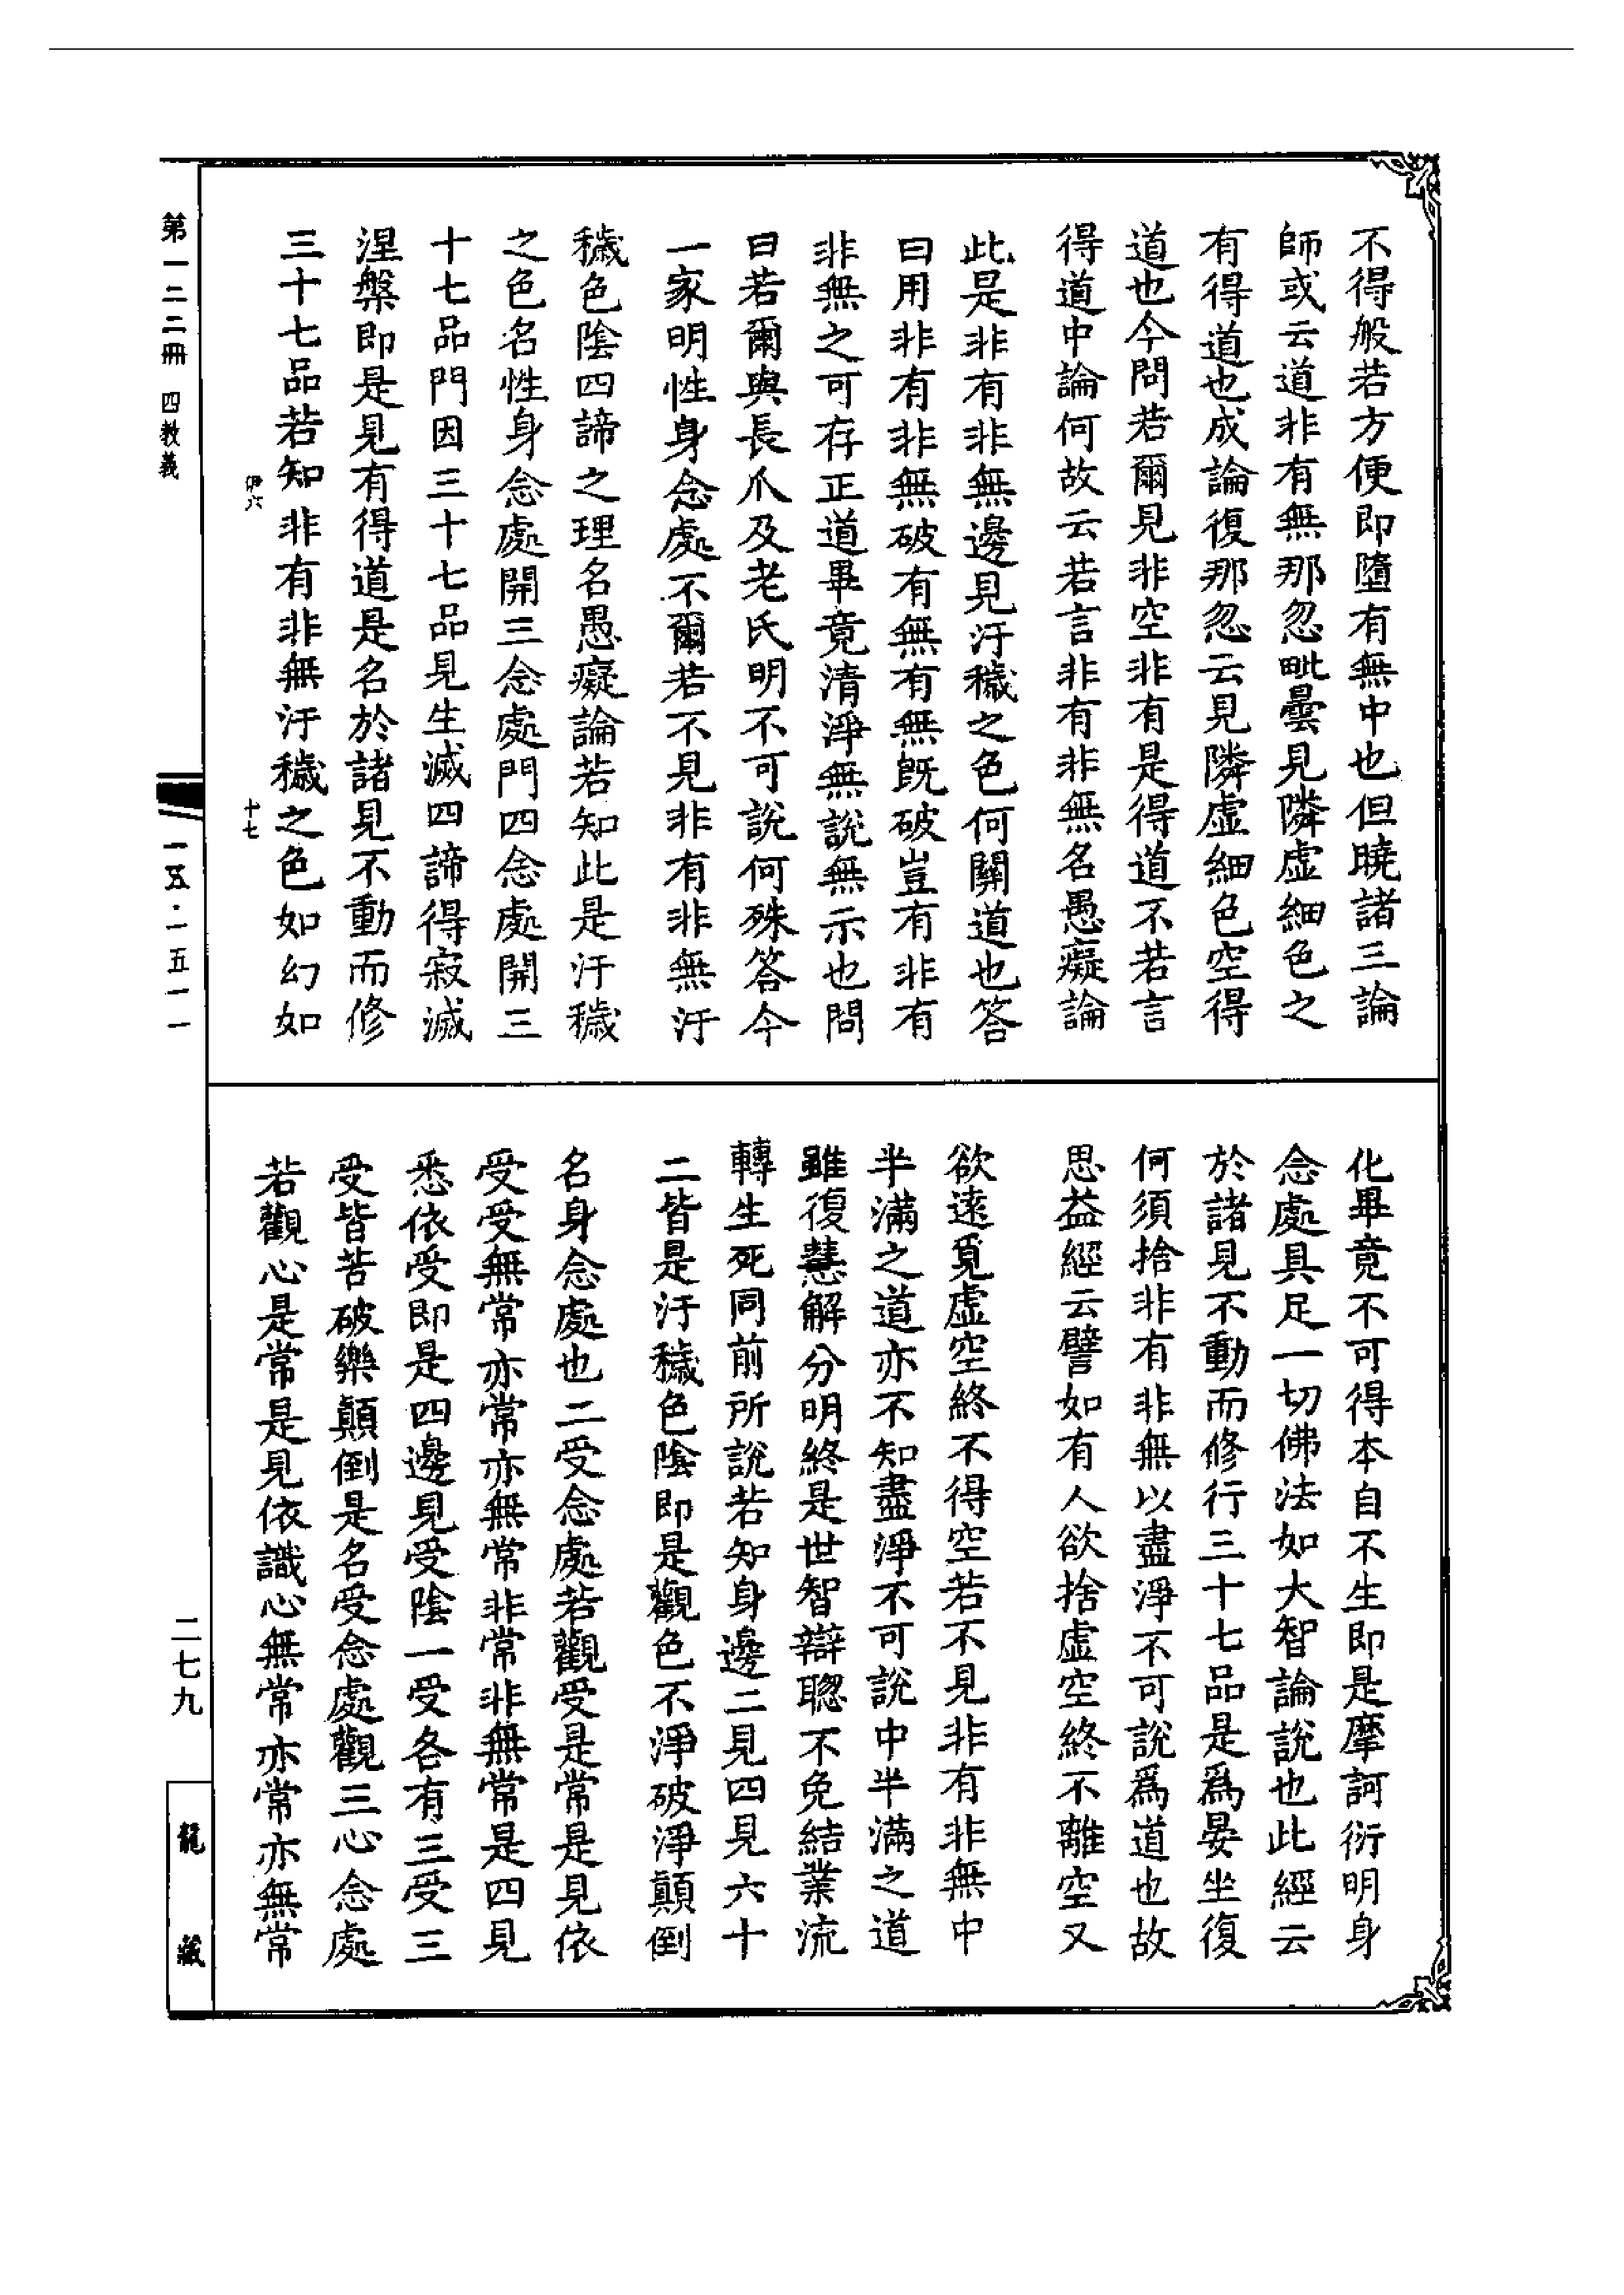 不得般若方便即墮有無中也但曉諸三論
師或云道非有無那忽毗曇見隣虛細色之
有得道也成論復那忽云見隣虛細色空得
道也今問若爾見非空非有是得道不若言
得道中論何故云若言非有非無名愚癡論
此是非有非無邊見汙穢之色何關道也答
曰用非有非無破有無有無旣破豈有非有
非無之可存正道畢竟清淨無說無示也問
曰若爾與長爪及老氏明不可說何殊答今
一家明性身念處不爾若不見非有非無汙
穢色陰四諦之理名愚癡論若知此是汙穢
之色名性身念處開三念處門四念處開三
十七品門因三十七品見生滅四諦得寂滅
涅槃即是見有得道是名於諸見不動而修
三十七品若知非有非無汙穢之色如幻如
化畢竟不可得本自不生即是摩訶衍明身
念處具足一切佛法如大智論說也此經云
於諸見不動而修行三十七品是爲晏坐復
何須捨非有非無以盡淨不可說爲道也故
思益經云譬如有人欲捨虛空終不離空又
欲遠覓虛空終不得空若不見非有非無中
半滿之道亦不知盡淨不可說中半滿之道
雖復慧解分明終是世智辯聰不免結業流
轉生死同前所說若知身邊二見四見六十
二皆是汙穢色陰即是觀色不淨破淨顛倒
名身念處也二受念處若觀受是常是見依
受受無常亦常亦無常非常非無常是四見
悉依受即是四邊見受陰一受各有三受三
受皆苦破樂顛倒是名受念處觀三心念處
若觀心是常是見依識心無常亦常亦無常
伊六
十七
第一二二冊 四教義
一五·一五一一
二七九
龍藏